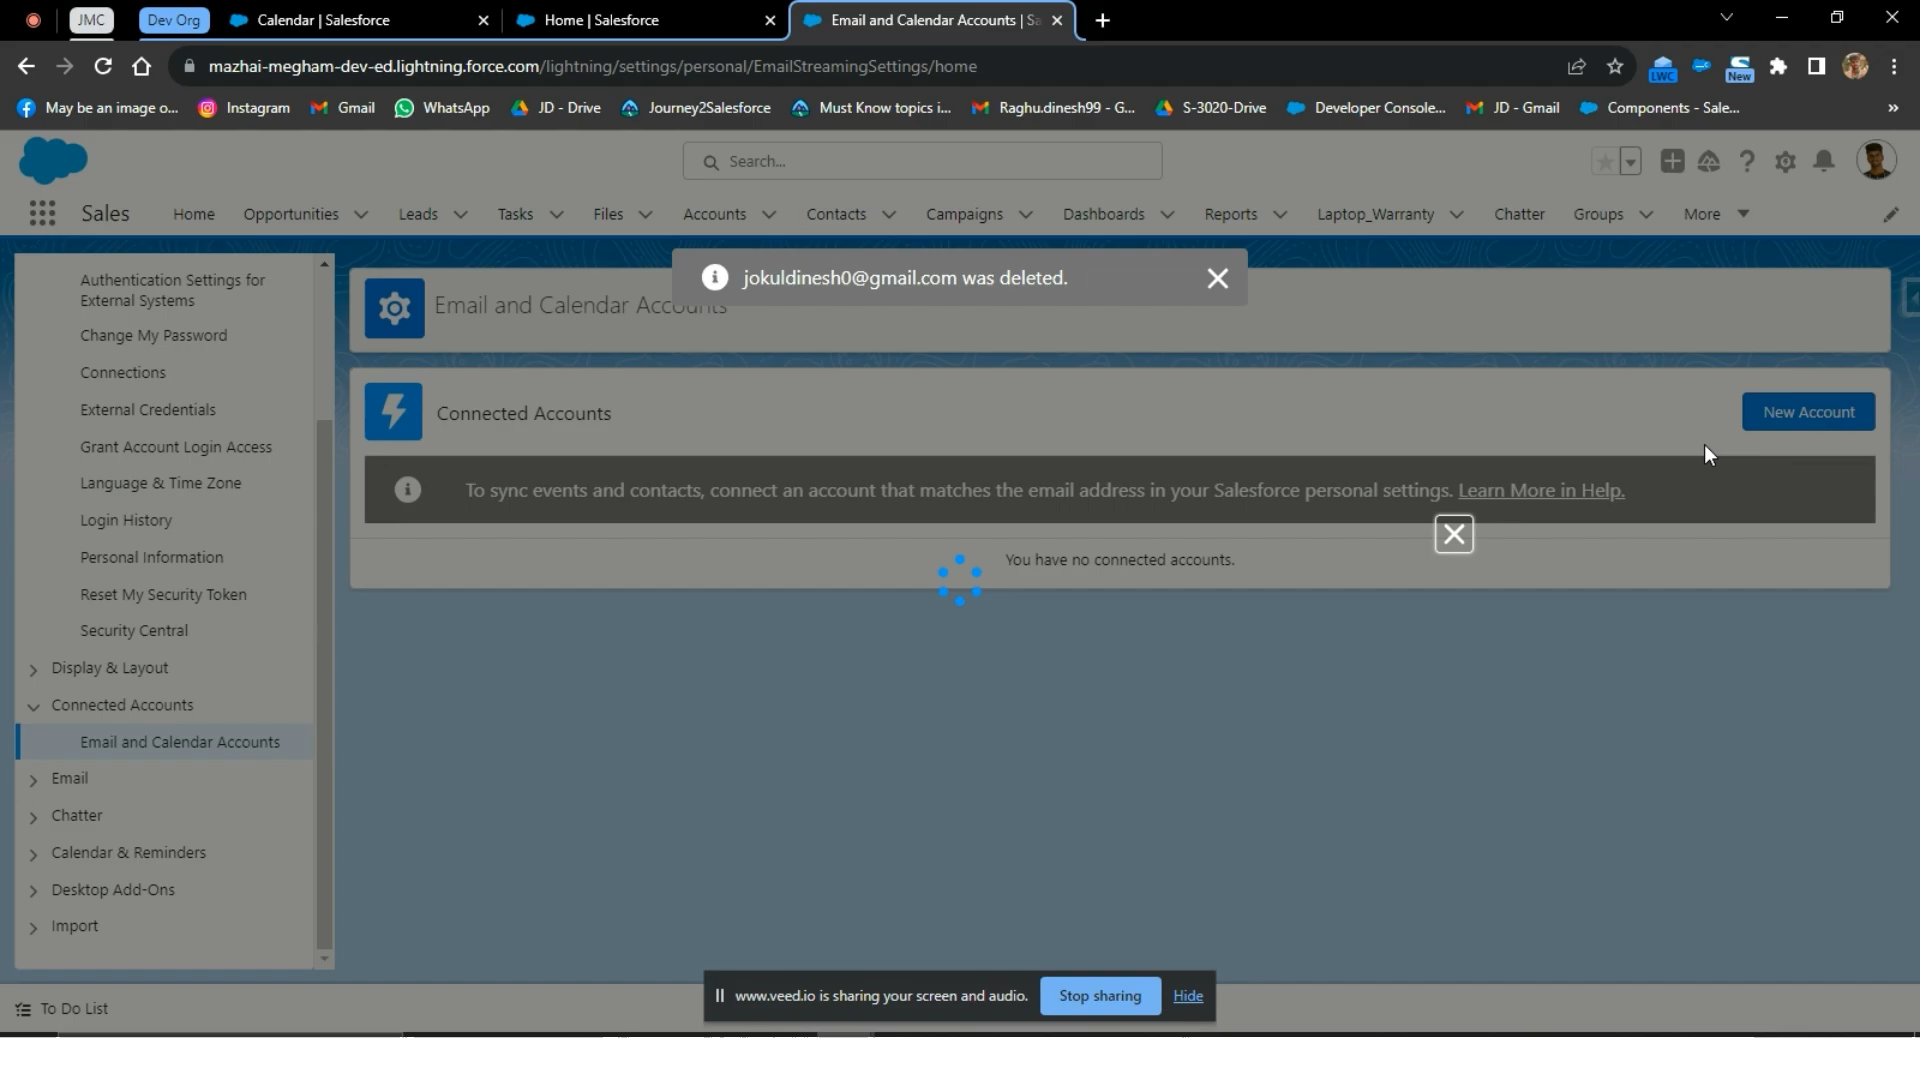 JMC
Dev Org
Calendar | Salesforce
Home | Salesforce
Email and Calendar Accounts | Sa
mazhai-megham-dev-ed.lightning.force.com/lightning/settings/personal/EmailStreamingSettings/home
LWC
New
May be an image o...
Instagram
Gmail
WhatsApp
JD - Drive
Journey2Salesforce
Must Know topics i...
Raghu.dinesh99 - G...
S-3020-Drive
Developer Console...
JD - Gmail
Components - Sale...
Search...
Sales
Home
Opportunities
Leads
Tasks
Files
Accounts
Contacts
Campaigns
Dashboards
Reports
Laptop_Warranty
Chatter
Groups
More
jokuldinesh0@gmail.com was deleted.
Authentication Settings for
External Systems
Change My Password
Connections
External Credentials
Grant Account Login Access
Language & Time Zone
Login History
Personal Information
Reset My Security Token
Security Central
Display & Layout
Connected Accounts
Email and Calendar Accounts
Email
Chatter
Calendar & Reminders
Desktop Add-Ons
Import
Email and Calendar Accounts
Connected Accounts
New Account
To sync events and contacts, connect an account that matches the email address in your Salesforce personal settings. Learn More in Help.
You have no connected accounts.
To Do List
www.veed.io is sharing your screen and audio.
Stop sharing
Hide